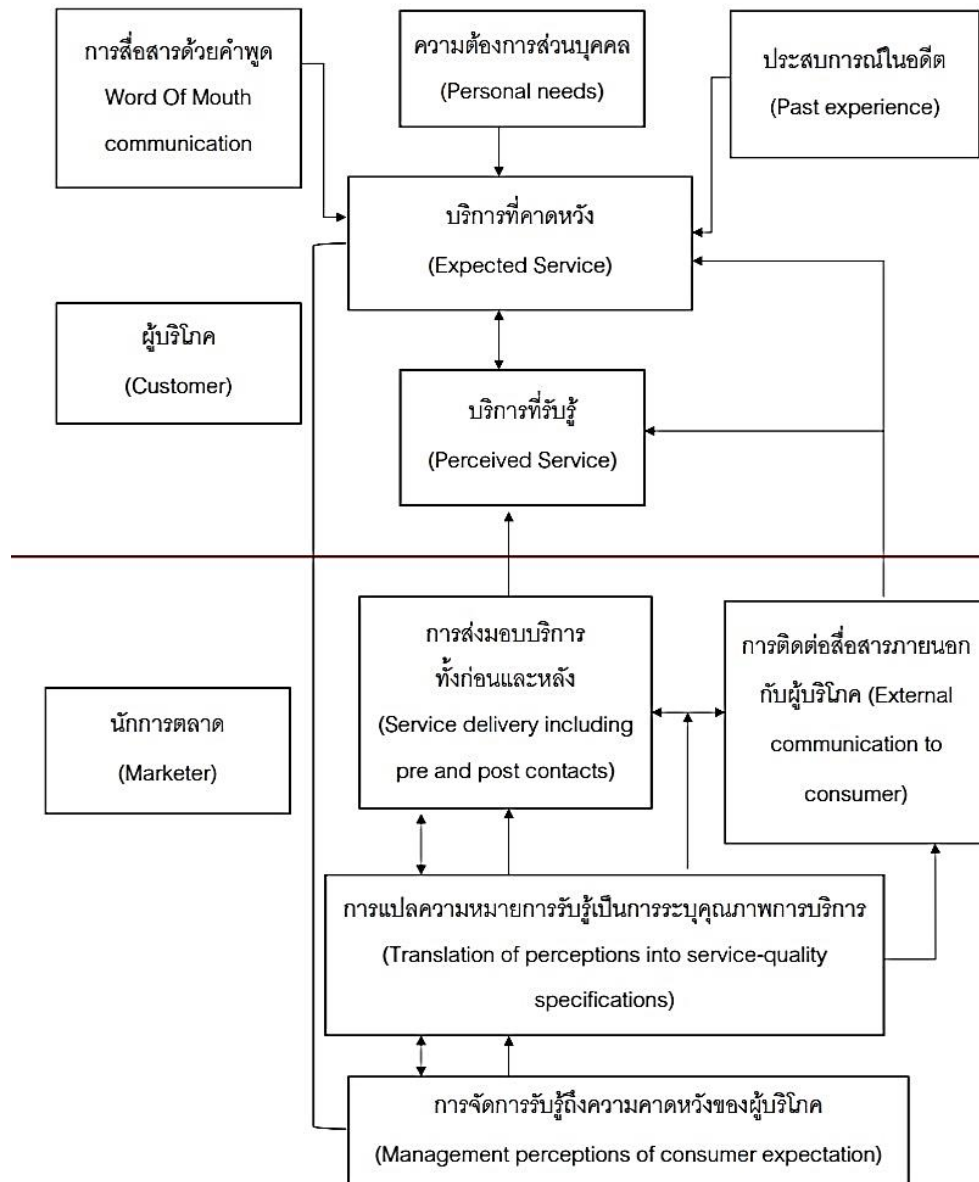 การสื่อสารด้วยคำพูด
Word Of Mouth
communication
ความต้องการส่วนบุคคล
(Personal needs)
ประสบการณ์ในอดีต
(Past experience)
บริการที่คาดหวัง
(Expected Service)
ผู้บริโภค
(Customer)
บริการที่รับรู้
(Perceived Service)
การส่งมอบบริการ
ทั้งก่อนและหลัง
(Service delivery including
pre and post contacts)
การติดต่อสื่อสารภายนอก
กับผู้บริโภค (External
communication to
consumer)
นักการตลาด
(Marketer)
การแปลความหมายการรับรู้เป็นการระบุคุณภาพการบริการ
(Translation of perceptions into service-quality
specifications)
การจัดการรับรู้ถึงความคาดหวังของผู้บริโภค
(Management perceptions of consumer expectation)